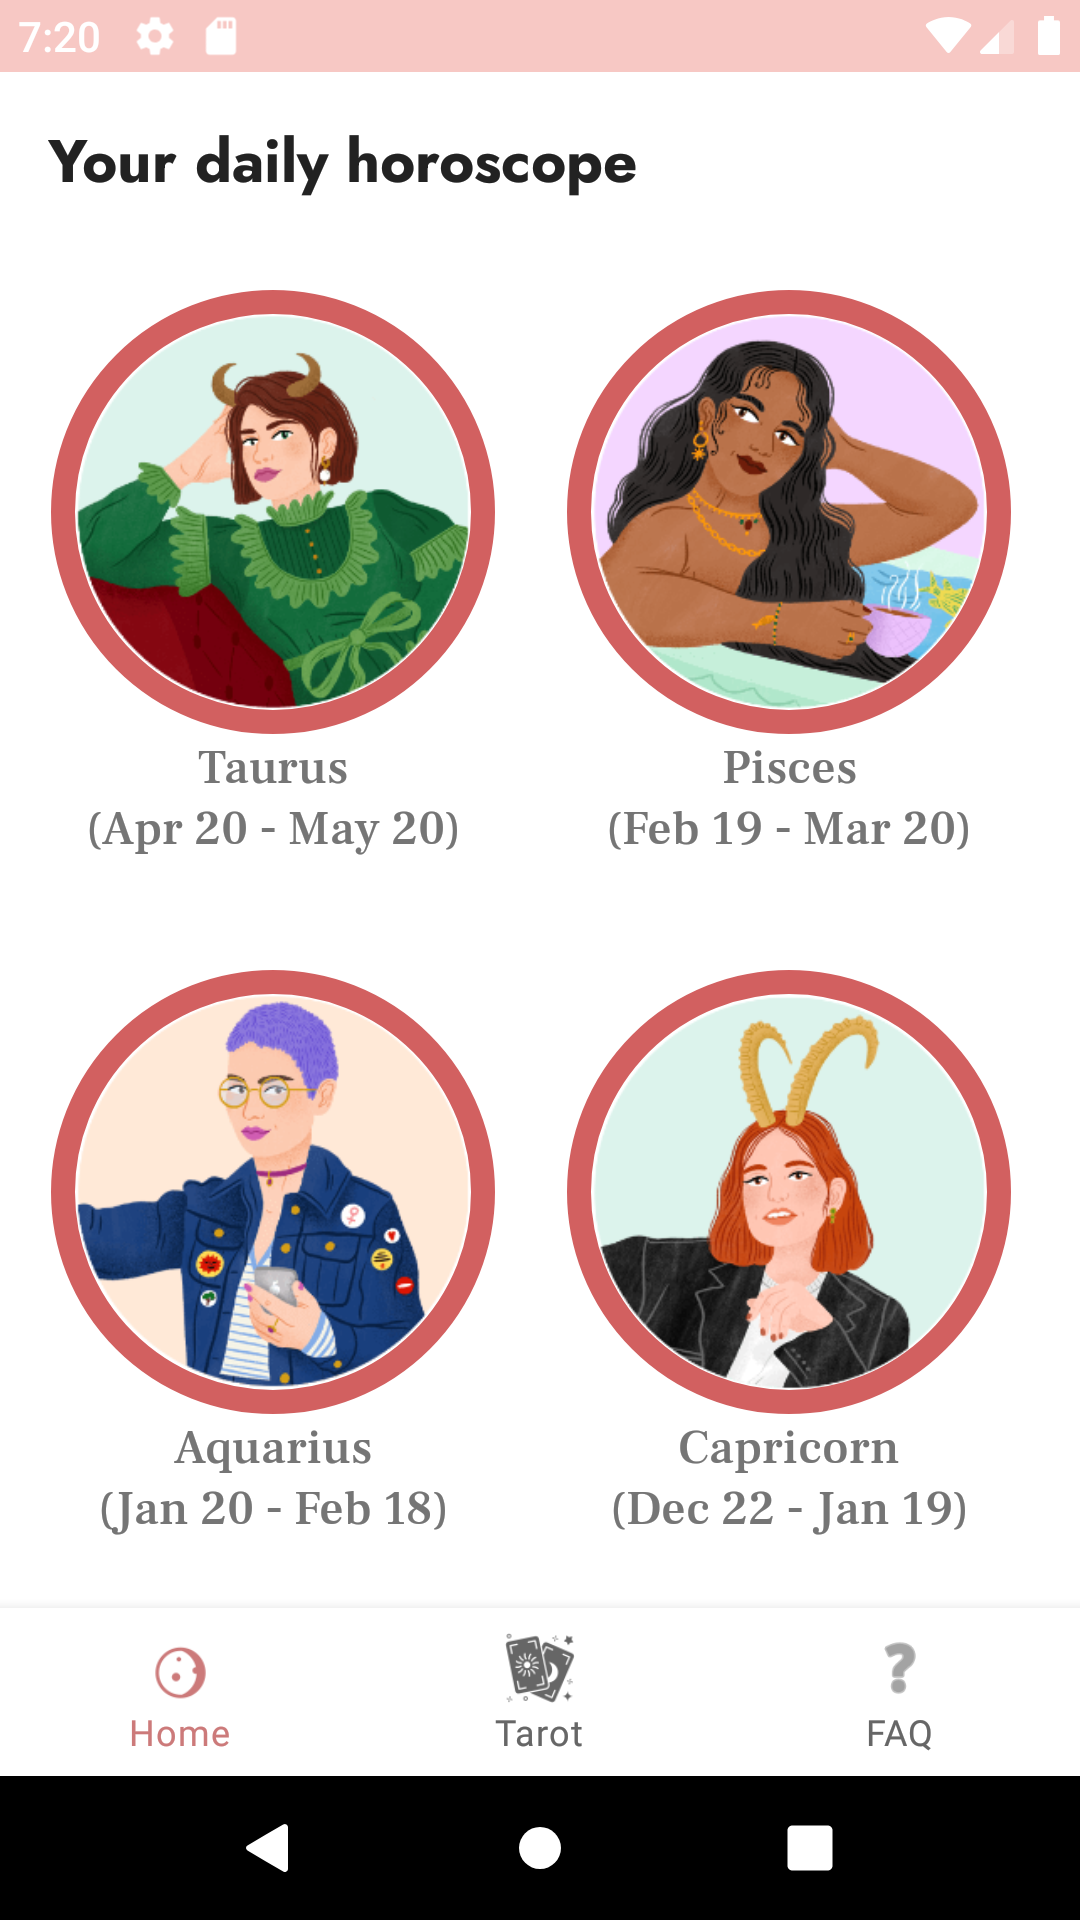 7:20
Your daily horoscope
Taurus
(Apr 20 - May 20)
Pisces
(Feb 19 - Mar 20)
Aquarius
(Jan 20 - Feb 18)
Capricorn
(Dec 22 - Jan 19)
Home
Tarot
FAQ